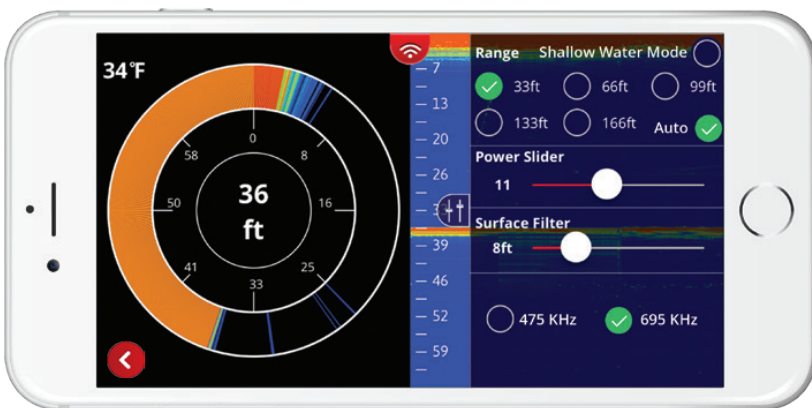 34°F
0
8
16
25
33
41
50
58
36
ft
7
13
20
26
39
46
52
59
Range Shallow Water Mode
33ft 66ft 99ft
133ft 166ft Auto
Power Slider
11
Surface Filter
8ft
475 KHz 695 KHz